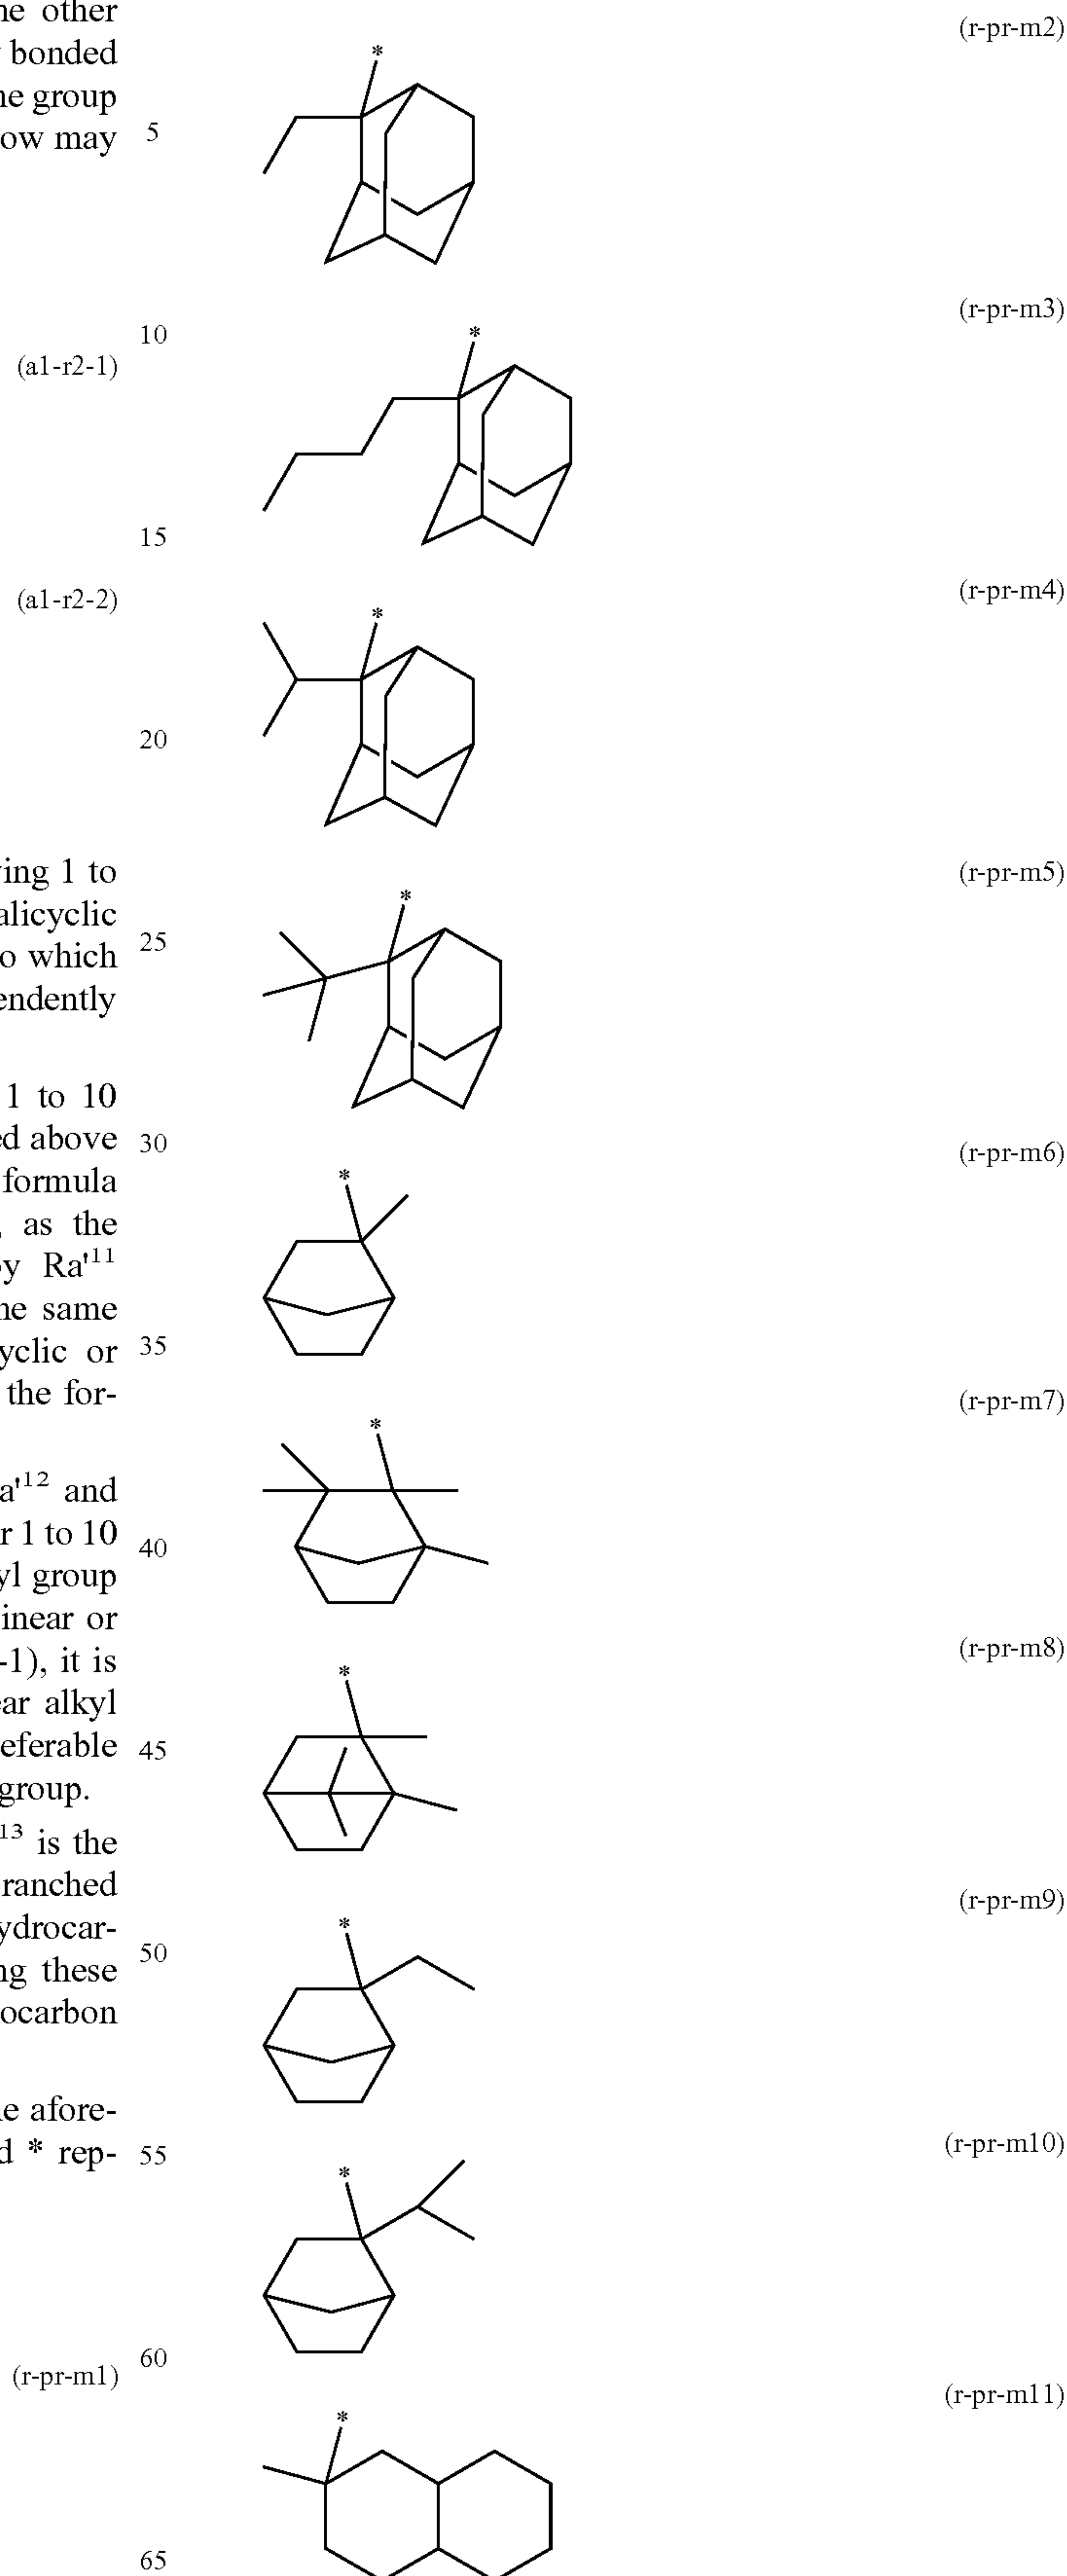 ne other
bonded
ne group
ow may
(a1-r2-1)
(a1-r2-2)
ving 1 to
alicyclic
o which
endently
1 to 10
ed above
formula
, as the
by Ra'11
ne same
yclic or
the for-
a'12 and
r 1 to 10
yl group
inear or
-1), it is
ear alkyl
eferable
group.
13 is the
ranched
ydrocar-
ng these
ocarbon
ne afore-
d * rep-
(r-pr-m1)
5
10
15
20
25
30
35
40
45
50
55
60
65
(r-pr-m2)
*
(r-pr-m3)
*
(r-pr-m4)
*
(r-pr-m5)
*
(r-pr-m6)
*
(r-pr-m7)
*
(r-pr-m8)
*
(r-pr-m9)
*
(r-pr-m10)
*
(r-pr-m11)
*